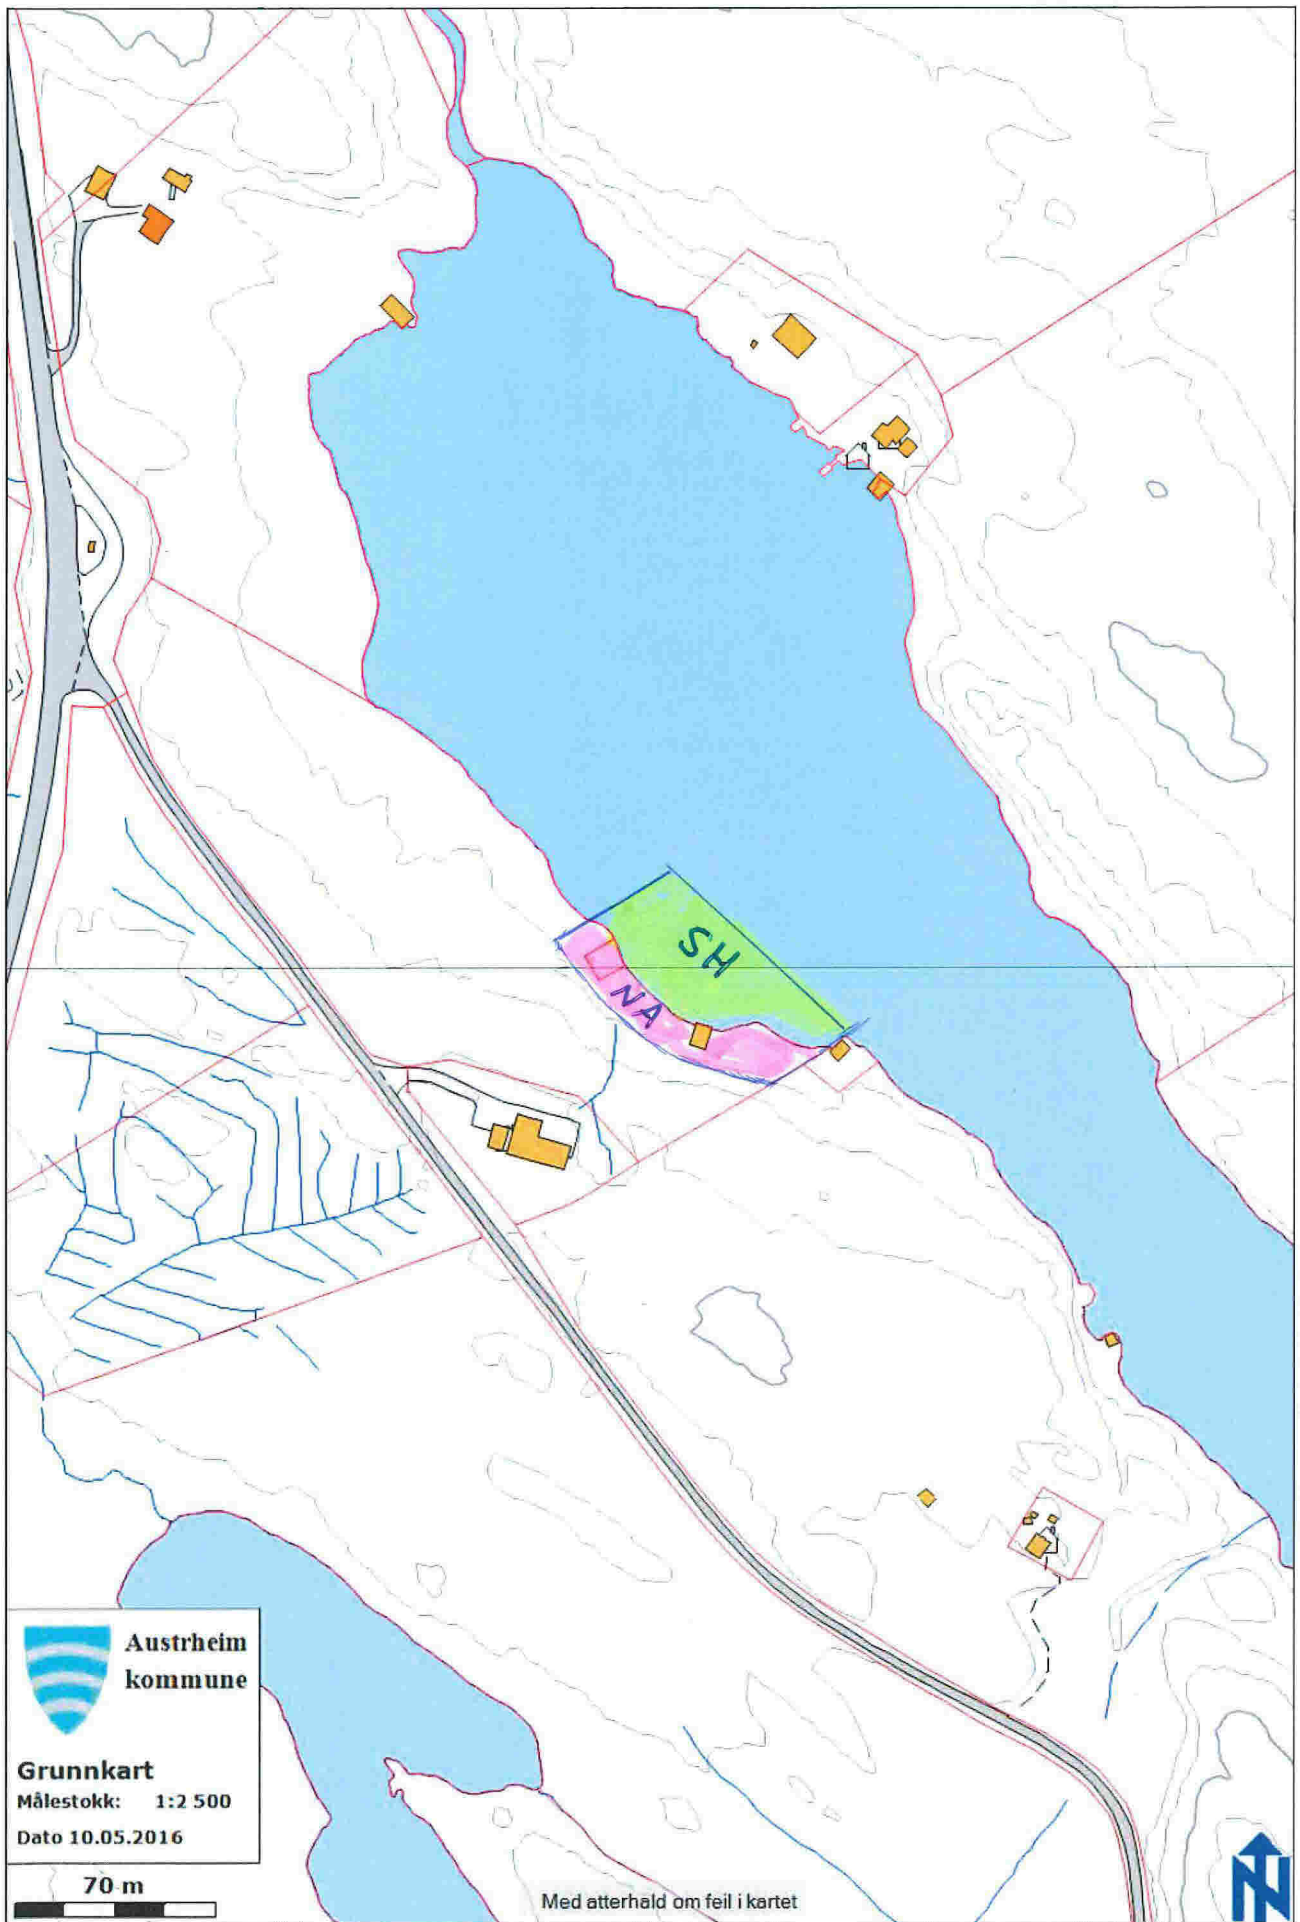 SH
NA
Austrheim
kommune
Grunnkart
Målestokk: 1:2 500
Dato 10.05.2016
70 m
Med atterhald om feil i kartet
N